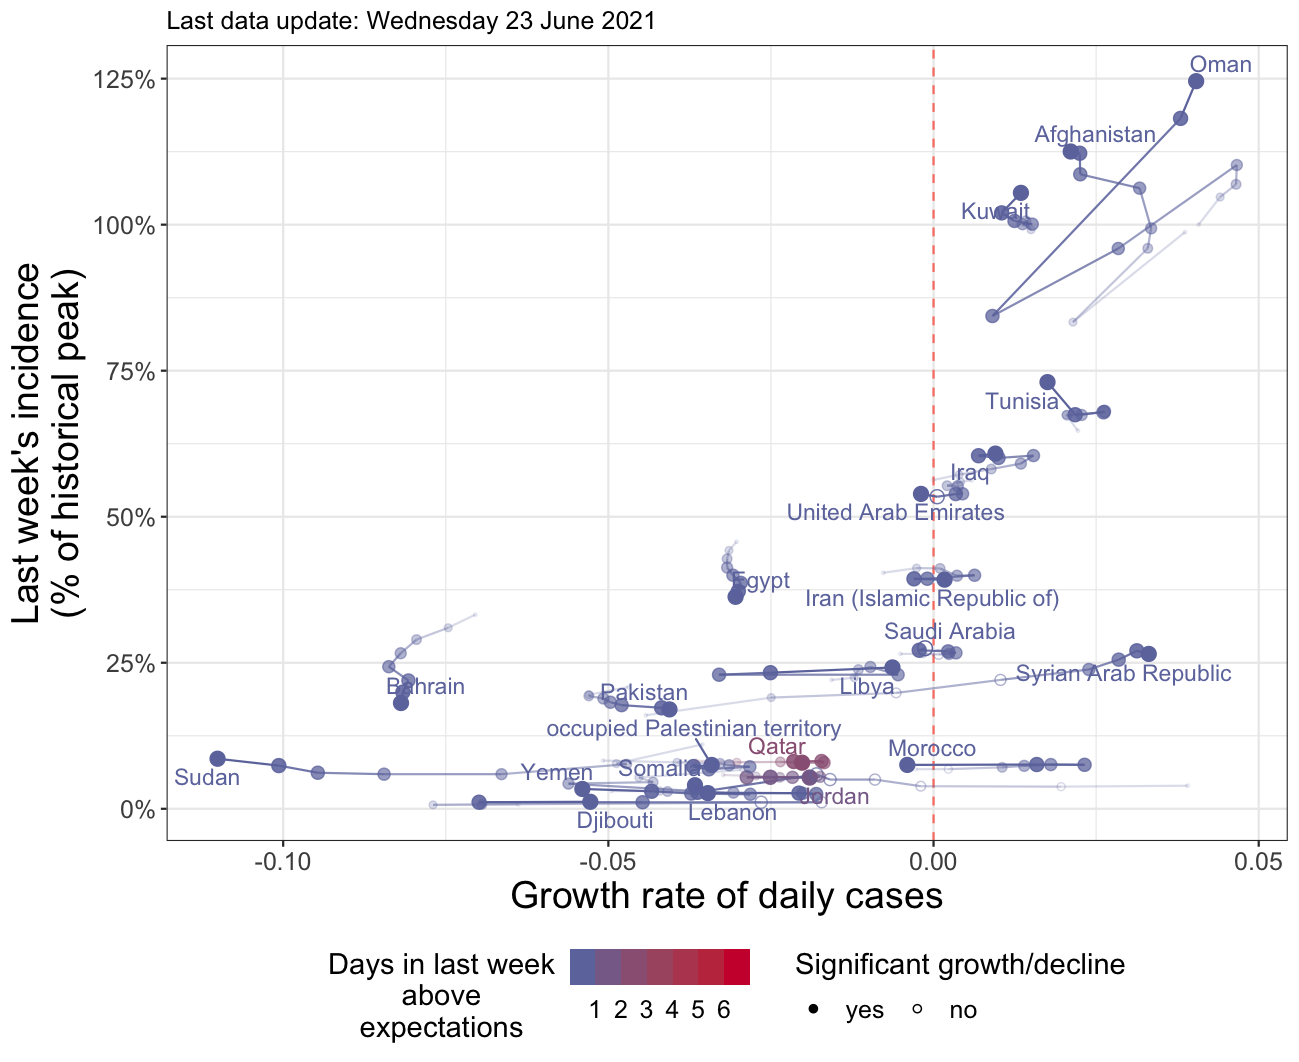 Last data update: Wednesday 23 June 2021
Last week's incidence
(% of historical peak)
125%
100%
75%
50%
25%
0%
Oman
Afghanistan
Kuwait
Tunisia
Iraq
United Arab Emirates
Egypt
Iran (Islamic Republic of)
Saudi Arabia
Syrian Arab Republic
Bahrain
Libya
Pakistan
occupied Palestinian territory
Qatar
Morocco
Sudan
Yemen
Somalia
Jordan
Djibouti
Lebanon
-0.10
-0.05
0.00
0.05
Growth rate of daily cases
Days in last week
above
expectations
1 2 3 4 5 6
Significant growth/decline
yes
no